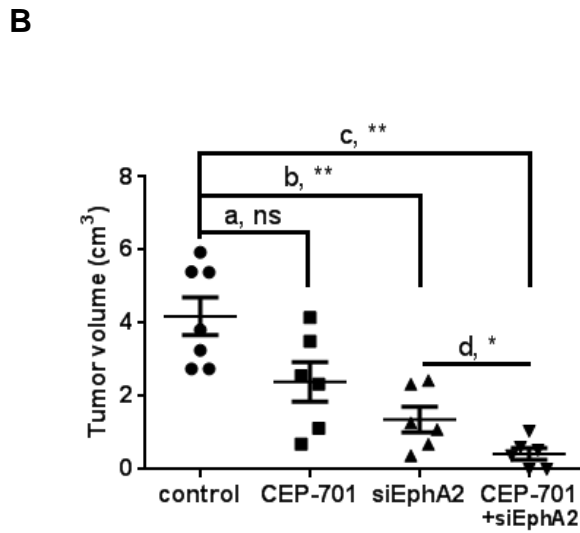 B
c, **
b, **
a, ns
d, *
Tumor volume (cm³)
8
6
4
2
0
control CEP-701 siEphA2 CEP-701
+siEphA2